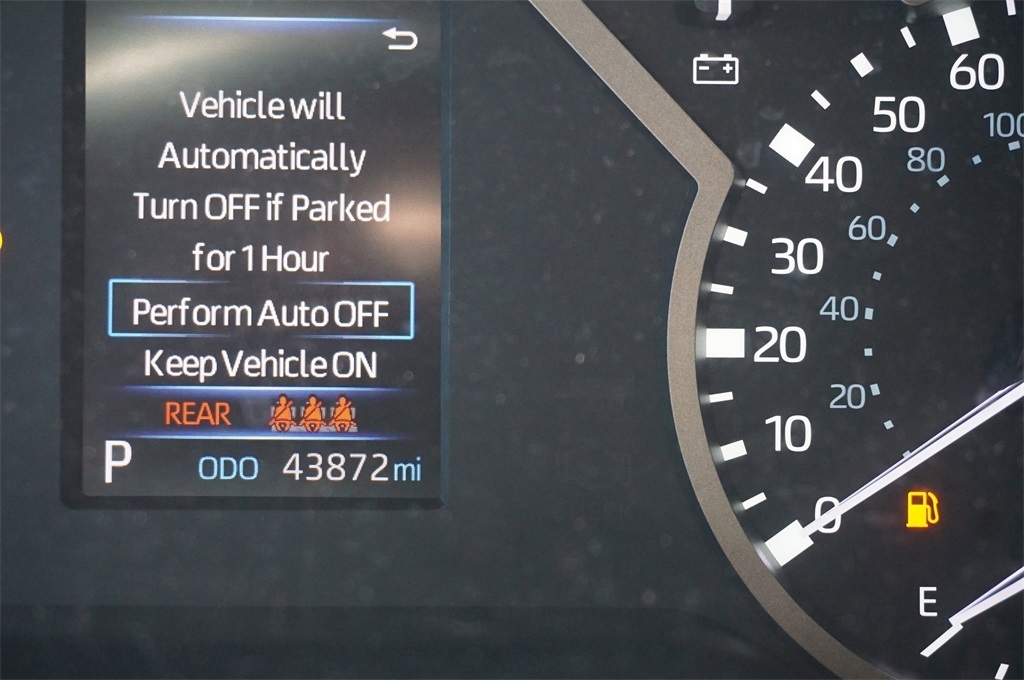 Vehicle will
Automatically
Turn OFF if Parked
for 1 Hour
Perform Auto OFF
Keep Vehicle ON
REAR
P ODO 43872 mi
60
50
100
80
40
60
30
40
20
20
10
0
E